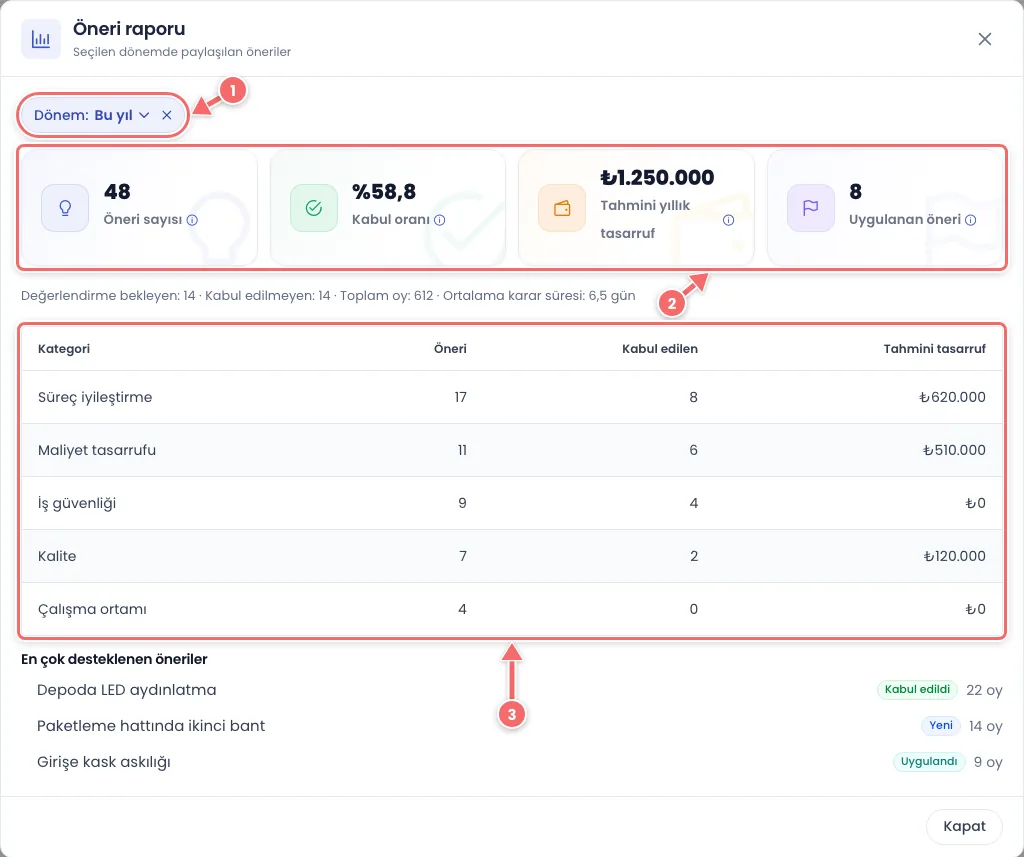 Öneri raporu
Seçilen dönemde paylaşılan öneriler
1
Dönem: Bu yıl
48
Öneri sayısı
%58,8
Kabul oranı
₺1.250.000
Tahmini yıllık
tasarruf
8
Uygulanan öneri
2
Değerlendirme bekleyen: 14 · Kabul edilmeyen: 14 · Toplam oy: 612 · Ortalama karar süresi: 6,5 gün
Kategori Öneri Kabul edilen Tahmini tasarruf
Süreç iyileştirme 17 8 ₺620.000
Maliyet tasarrufu 11 6 ₺510.000
İş güvenliği 9 4 ₺0
Kalite 7 2 ₺120.000
Çalışma ortamı 4 0 ₺0
3
En çok desteklenen öneriler
Depoda LED aydınlatma Kabul edildi 22 oy
Paketleme hattında ikinci bant Yeni 14 oy
Girişe kask askılığı Uygulandı 9 oy
Kapat